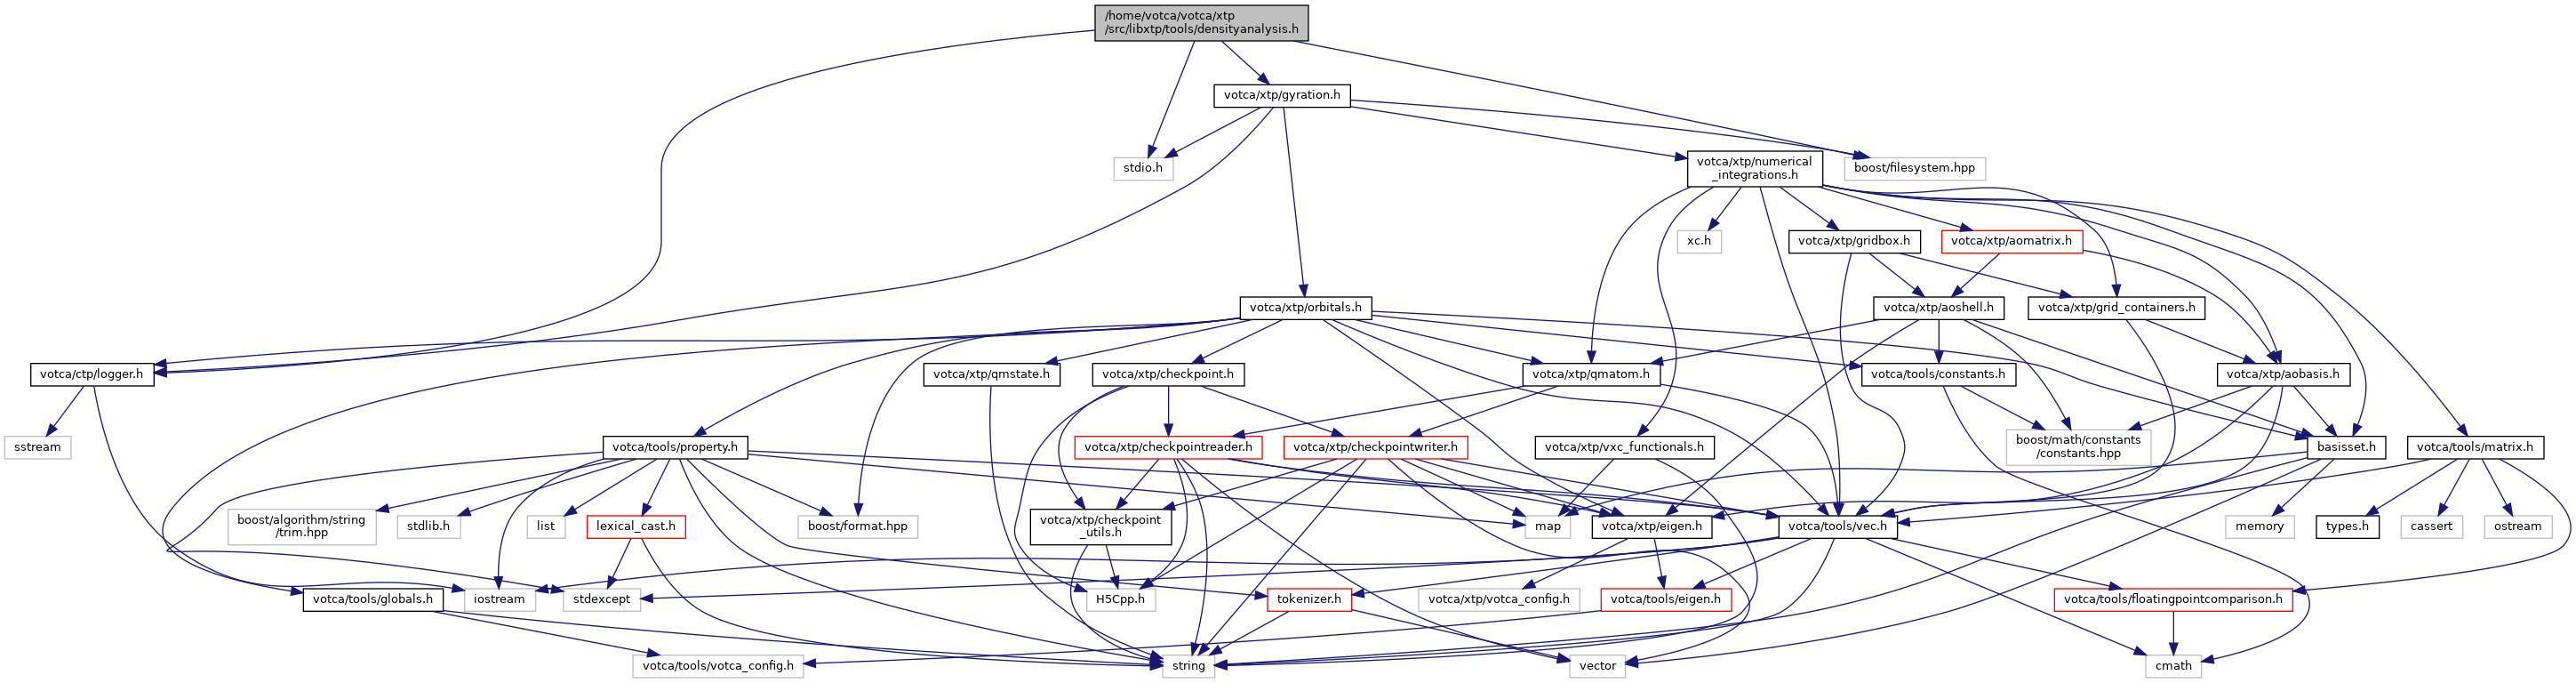 /home/votca/votca/xtp
/src/libxtp/tools/densityanalysis.h
votca/xtp/gyration.h
stdio.h
votca/xtp/numerical
_integrations.h
boost/filesystem.hpp
xc.h
votca/xtp/gridbox.h
votca/xtp/aomatrix.h
votca/xtp/orbitals.h
votca/xtp/aoshell.h
votca/xtp/grid_containers.h
votca/ctp/logger.h
votca/xtp/qmstate.h
votca/xtp/checkpoint.h
votca/xtp/qmatom.h
votca/tools/constants.h
votca/xtp/aobasis.h
sstream
votca/tools/property.h
votca/xtp/checkpointreader.h
votca/xtp/checkpointwriter.h
votca/xtp/vxc_functionals.h
boost/math/constants
/constants.hpp
basisset.h
votca/tools/matrix.h
boost/algorithm/string
/trim.hpp
stdlib.h
list
lexical_cast.h
boost/format.hpp
votca/xtp/checkpoint
_utils.h
map
votca/xtp/eigen.h
votca/tools/vec.h
memory
types.h
cassert
ostream
votca/tools/globals.h
iostream
stdexcept
H5Cpp.h
tokenizer.h
votca/xtp/votca_config.h
votca/tools/eigen.h
votca/tools/floatingpointcomparison.h
votca/tools/votca_config.h
string
vector
cmath